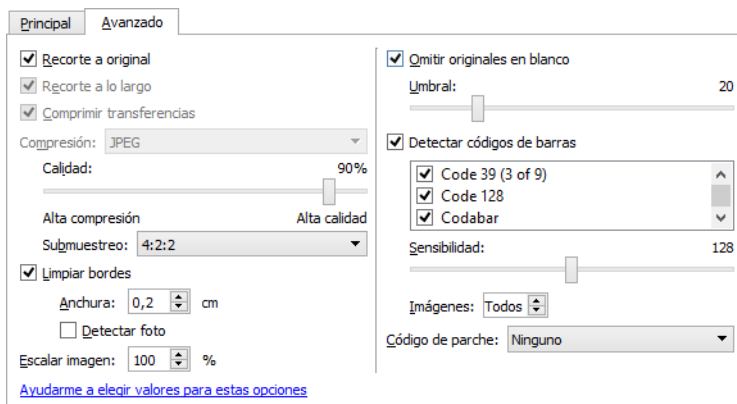 Principal
Avanzado
Recorte a original
Recorte a lo largo
Comprimir transferencias
Compresión: JPEG
Calidad: 90%
Alta compresión Alta calidad
Submuestreo: 4:2:2
Limpiar bordes
Anchura: 0,2 cm
Detectar foto
Escalar imagen: 100 %
Ayudarme a elegir valores para estas opciones
Omitir originales en blanco
Umbral: 20
Detectar códigos de barras
Code 39 (3 of 9)
Code 128
Codabar
Sensibilidad: 128
Imágenes: Todos
Código de parche: Ninguno